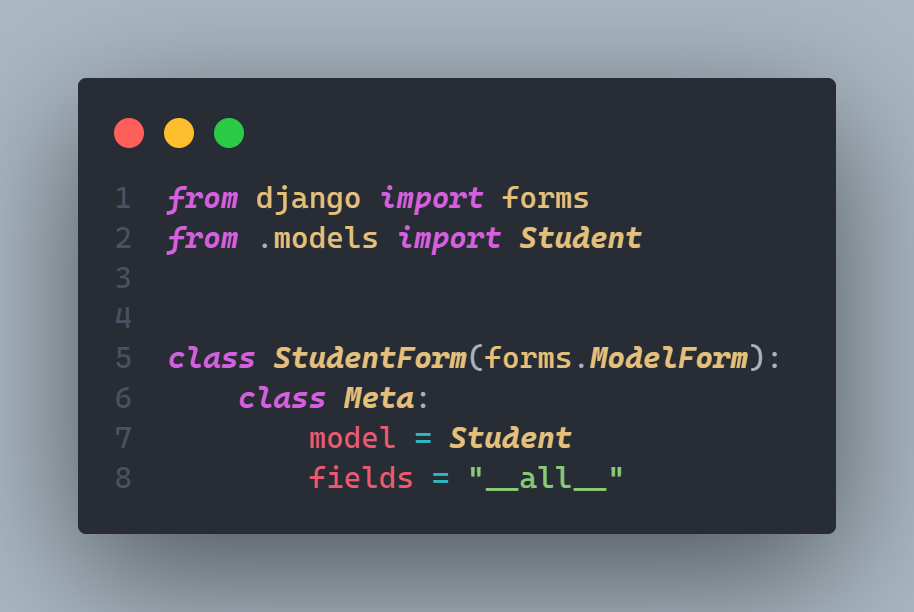 1 from django import forms
2 from .models import Student
3
4
5 class StudentForm(forms.ModelForm):
6     class Meta:
7         model = Student
8         fields = "__all__"